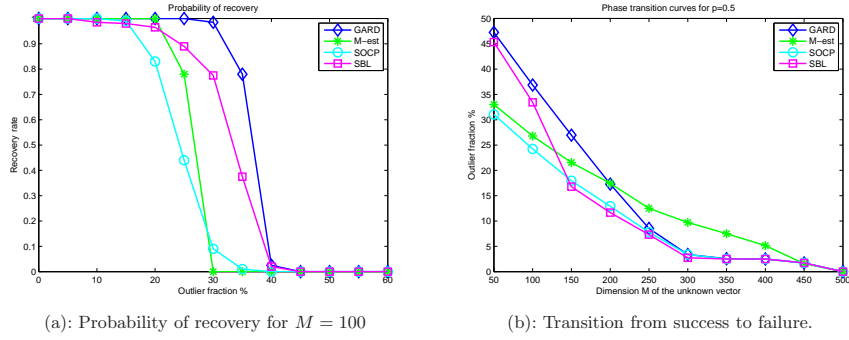 Probability of recovery
GARD
M-est
SOCP
SBL
Recovery rate
0.9
0.8
0.7
0.6
0.5
0.4
0.3
0.2
0.1
0
0 10 20 30 40 50 60
Outlier fraction %
(a): Probability of recovery for M = 100
Phase transition curves for p=0.5
GARD
M-est
SOCP
SBL
Outlier fraction %
50
45
40
35
30
25
20
15
10
5
0
50 100 150 200 250 300 350 400 450 500
Dimension M of the unknown vector
(b): Transition from success to failure.